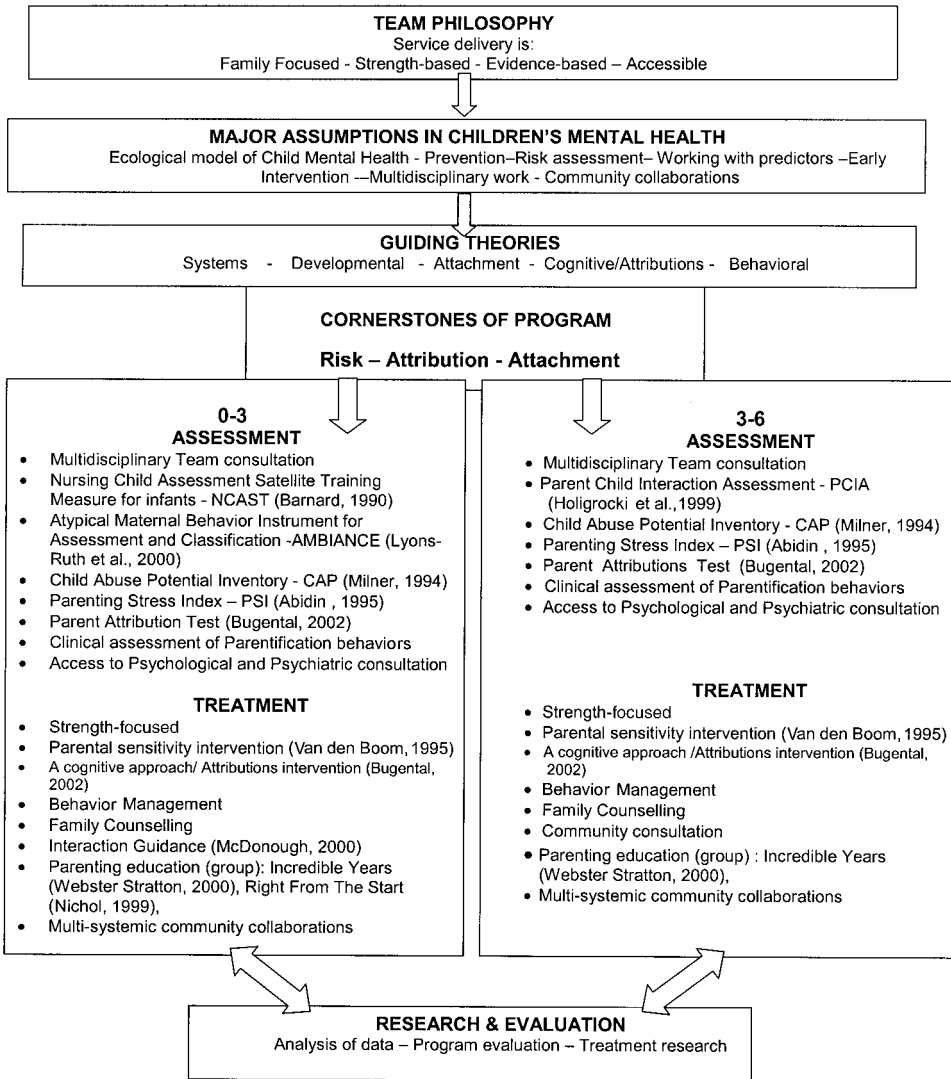 TEAM PHILOSOPHY
Service delivery is:
Family Focused - Strength-based - Evidence-based – Accessible
MAJOR ASSUMPTIONS IN CHILDREN'S MENTAL HEALTH
Ecological model of Child Mental Health - Prevention–Risk assessment– Working with predictors –Early
Intervention -–Multidisciplinary work - Community collaborations
GUIDING THEORIES
Systems - Developmental - Attachment - Cognitive/Attributions - Behavioral
CORNERSTONES OF PROGRAM
Risk – Attribution - Attachment
0-3
ASSESSMENT
• Multidisciplinary Team consultation
• Nursing Child Assessment Satellite Training
Measure for infants - NCAST (Barnard, 1990)
• Atypical Maternal Behavior Instrument for
Assessment and Classification -AMBIANCE (Lyons-
Ruth et al., 2000)
• Child Abuse Potential Inventory - CAP (Milner, 1994)
• Parenting Stress Index – PSI (Abidin , 1995)
• Parent Attribution Test (Bugental, 2002)
• Clinical assessment of Parentification behaviors
• Access to Psychological and Psychiatric consultation
TREATMENT
• Strength-focused
• Parental sensitivity intervention (Van den Boom, 1995)
• A cognitive approach/ Attributions intervention (Bugental,
2002)
• Behavior Management
• Family Counselling
• Interaction Guidance (McDonough, 2000)
• Parenting education (group): Incredible Years
(Webster Stratton, 2000), Right From The Start
(Nichol, 1999),
• Multi-systemic community collaborations
3-6
ASSESSMENT
• Multidisciplinary Team consultation
• Parent Child Interaction Assessment - PCIA
(Holigrocki et al.,1999)
• Child Abuse Potential Inventory - CAP (Milner, 1994)
• Parenting Stress Index – PSI (Abidin , 1995)
• Parent Attributions Test (Bugental, 2002)
• Clinical assessment of Parentification behaviors
• Access to Psychological and Psychiatric consultation
TREATMENT
• Strength-focused
• Parental sensitivity intervention (Van den Boom, 1995)
• A cognitive approach /Attributions intervention (Bugental,
2002)
• Behavior Management
• Family Counselling
• Community consultation
• Parenting education (group) : Incredible Years
(Webster Stratton, 2000),
• Multi-systemic community collaborations
RESEARCH & EVALUATION
Analysis of data – Program evaluation – Treatment research